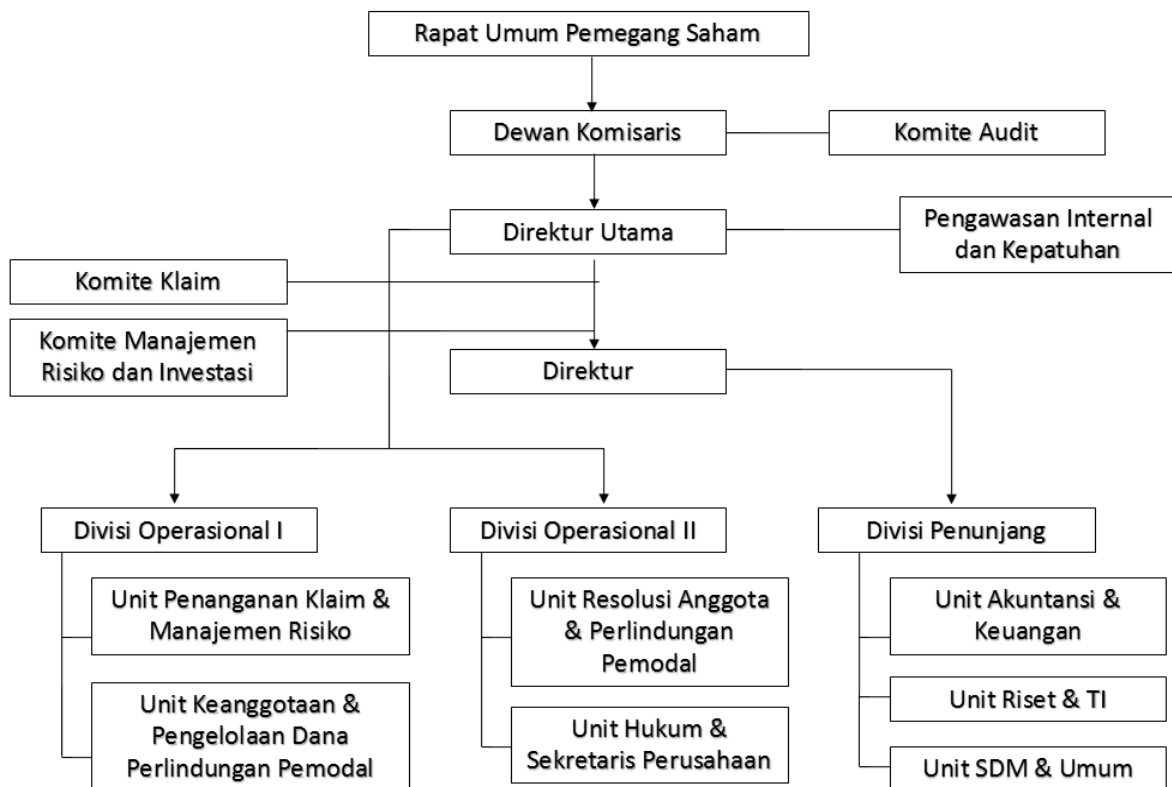 Rapat Umum Pemegang Saham
Dewan Komisaris
Komite Audit
Direktur Utama
Pengawasan Internal
dan Kepatuhan
Komite Klaim
Komite Manajemen
Risiko dan Investasi
Direktur
Divisi Operasional I
Unit Penanganan Klaim &
Manajemen Risiko
Unit Keanggotaan &
Pengelolaan Dana
Perlindungan Pemodal
Divisi Operasional II
Unit Resolusi Anggota
& Perlindungan
Pemodal
Unit Hukum &
Sekretaris Perusahaan
Divisi Penunjang
Unit Akuntansi &
Keuangan
Unit Riset & TI
Unit SDM & Umum